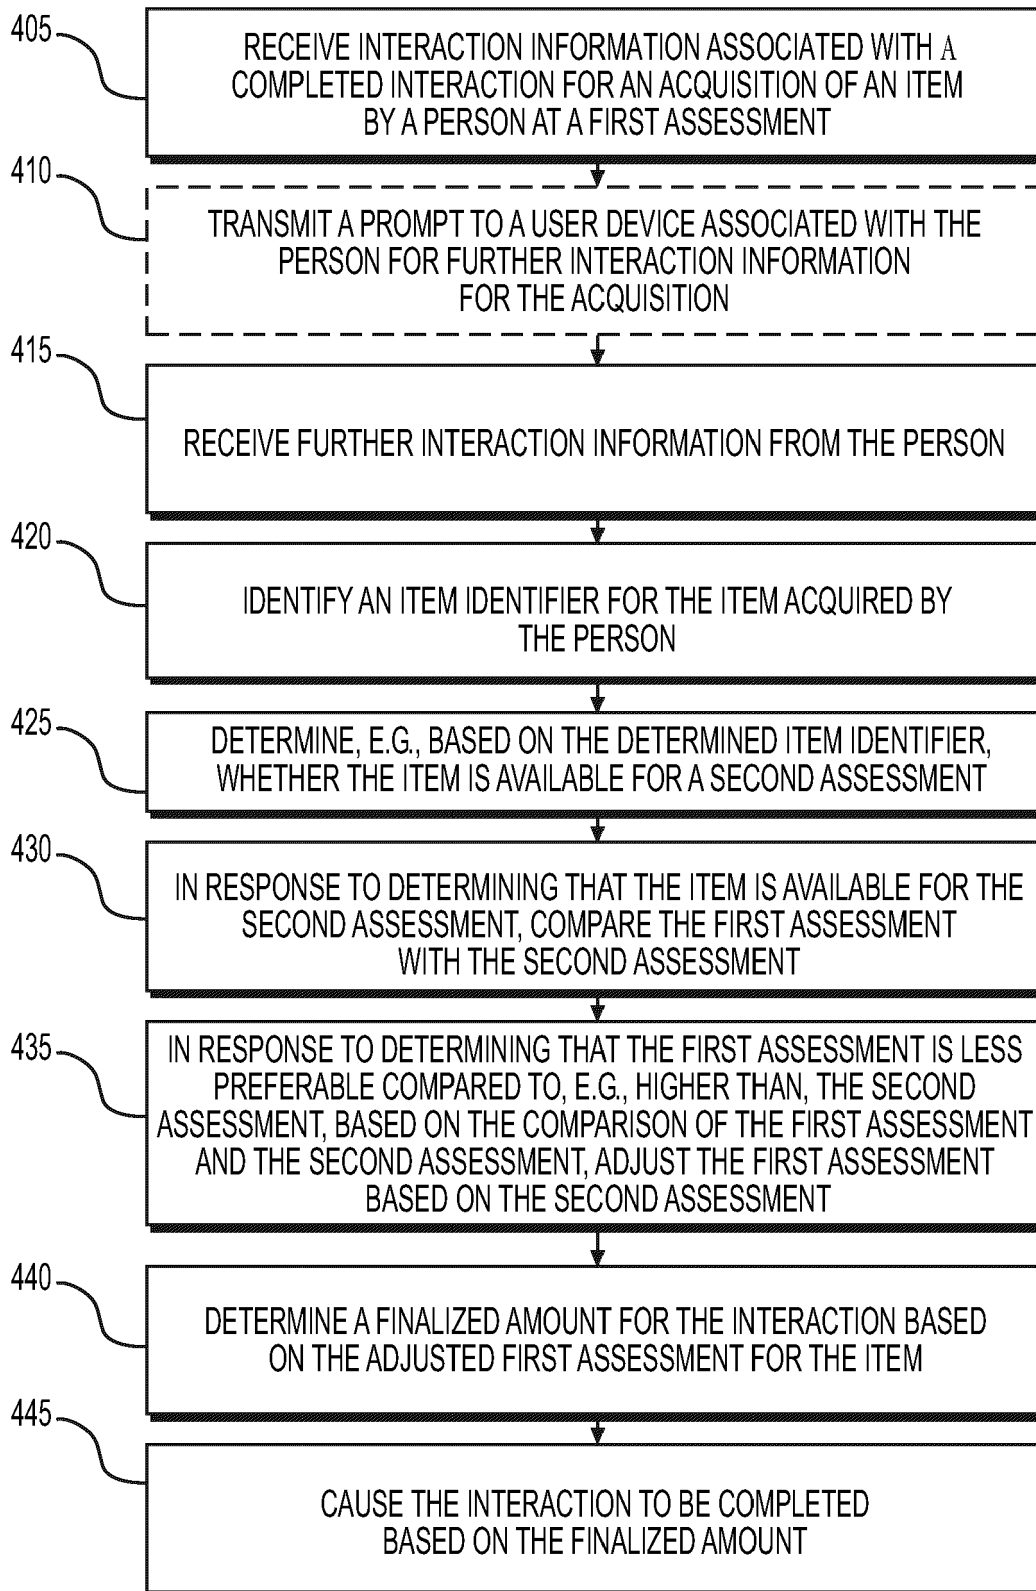 405
RECEIVE INTERACTION INFORMATION ASSOCIATED WITH A
COMPLETED INTERACTION FOR AN ACQUISITION OF AN ITEM
BY A PERSON AT A FIRST ASSESSMENT
410
TRANSMIT A PROMPT TO A USER DEVICE ASSOCIATED WITH THE
PERSON FOR FURTHER INTERACTION INFORMATION
FOR THE ACQUISITION
415
RECEIVE FURTHER INTERACTION INFORMATION FROM THE PERSON
420
IDENTIFY AN ITEM IDENTIFIER FOR THE ITEM ACQUIRED BY
THE PERSON
425
DETERMINE, E.G., BASED ON THE DETERMINED ITEM IDENTIFIER,
WHETHER THE ITEM IS AVAILABLE FOR A SECOND ASSESSMENT
430
IN RESPONSE TO DETERMINING THAT THE ITEM IS AVAILABLE FOR THE
SECOND ASSESSMENT, COMPARE THE FIRST ASSESSMENT
WITH THE SECOND ASSESSMENT
435
IN RESPONSE TO DETERMINING THAT THE FIRST ASSESSMENT IS LESS
PREFERABLE COMPARED TO, E.G., HIGHER THAN, THE SECOND
ASSESSMENT, BASED ON THE COMPARISON OF THE FIRST ASSESSMENT
AND THE SECOND ASSESSMENT, ADJUST THE FIRST ASSESSMENT
BASED ON THE SECOND ASSESSMENT
440
DETERMINE A FINALIZED AMOUNT FOR THE INTERACTION BASED
ON THE ADJUSTED FIRST ASSESSMENT FOR THE ITEM
445
CAUSE THE INTERACTION TO BE COMPLETED
BASED ON THE FINALIZED AMOUNT